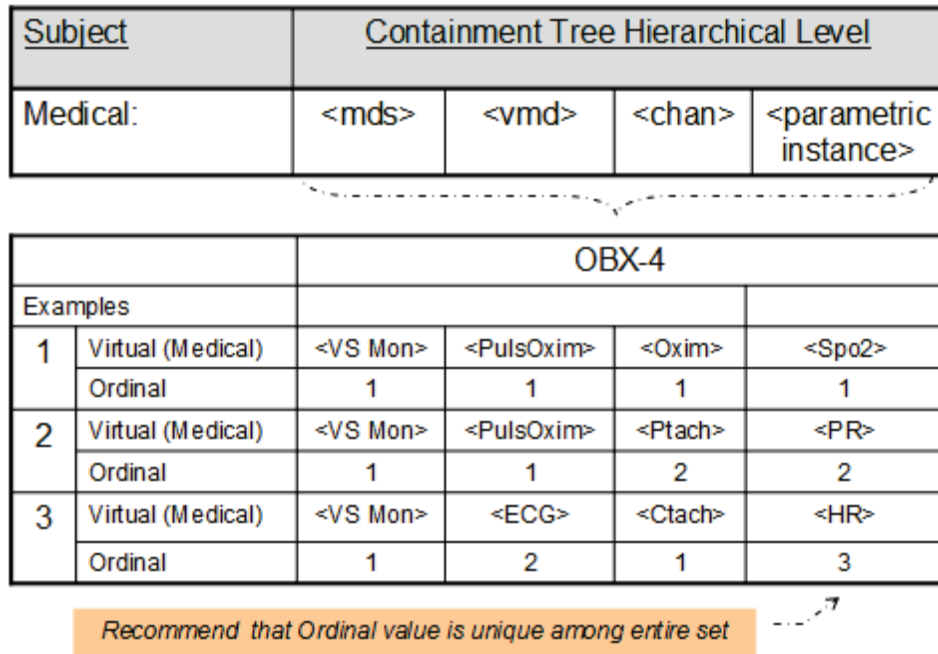 Subject Containment Tree Hierarchical Level
Medical: <mds> <vmd> <chan> <parametric
instance>
OBX-4
Examples
1 Virtual (Medical) <VS Mon> <PulsOxim> <Oxim> <Spo2>
Ordinal 1 1 1 1
2 Virtual (Medical) <VS Mon> <PulsOxim> <Ptach> <PR>
Ordinal 1 1 2 2
3 Virtual (Medical) <VS Mon> <ECG> <Ctach> <HR>
Ordinal 1 2 1 3
Recommend that Ordinal value is unique among entire set